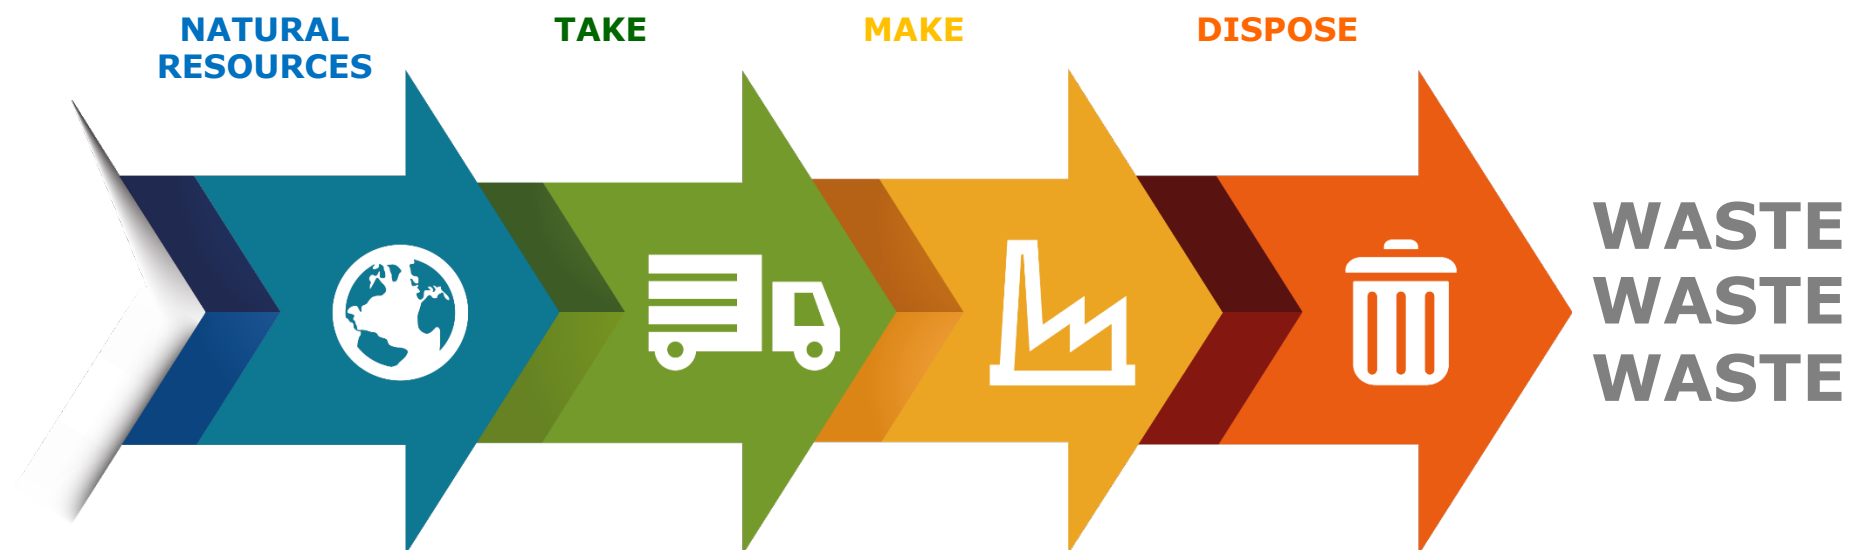 NATURAL
RESOURCES
TAKE
MAKE
DISPOSE
WASTE
WASTE
WASTE